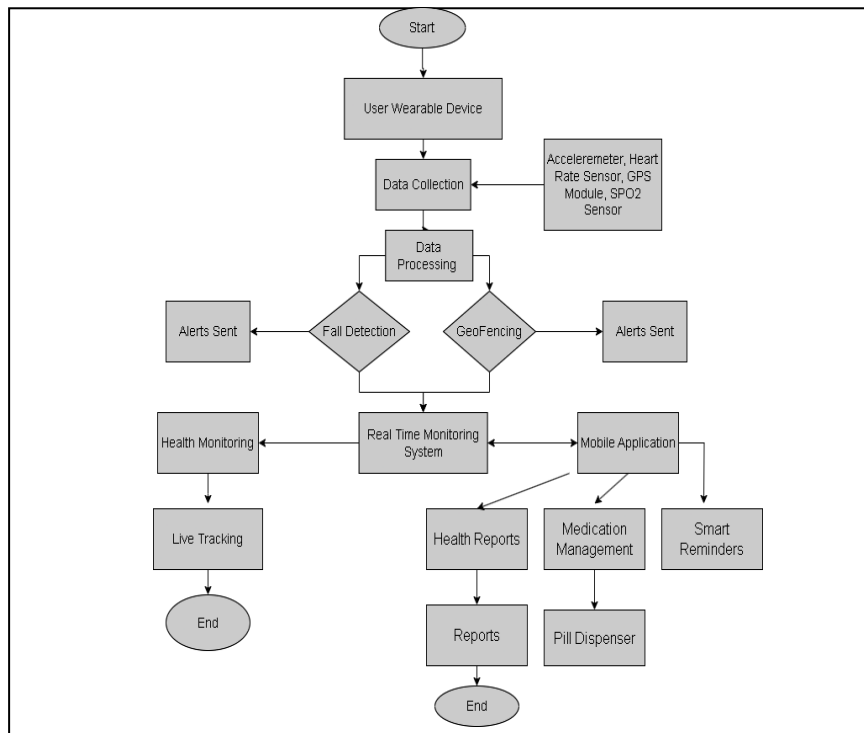 Start
User Wearable Device
Acceleremeter, Heart
Rate Sensor, GPS
Module, SPO2
Sensor
Data Collection
Data
Processing
Alerts Sent
Fall Detection
GeoFencing
Alerts Sent
Health Monitoring
Real Time Monitoring
System
Mobile Application
Live Tracking
Health Reports
Medication
Management
Smart
Reminders
End
Reports
Pill Dispenser
End